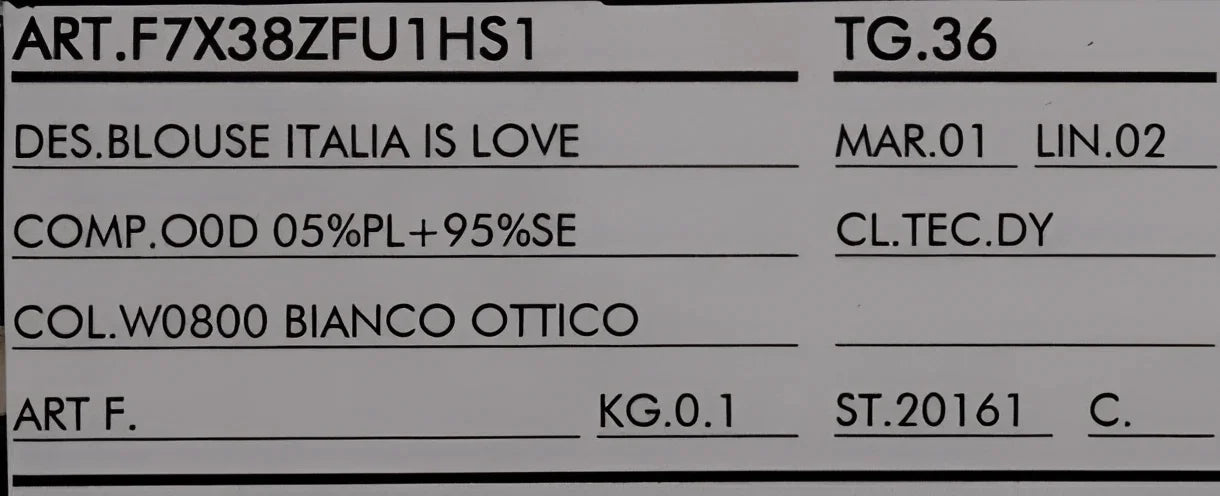 ART.F7X38ZFU1HS1 TG.36
DES.BLOUSE ITALIA IS LOVE MAR.01 LIN.02
COMP.O0D 05%PL+95%SE CL.TEC.DY
COL.W0800 BIANCO OTTICO
ART F. KG.0.1 ST.20161 C.